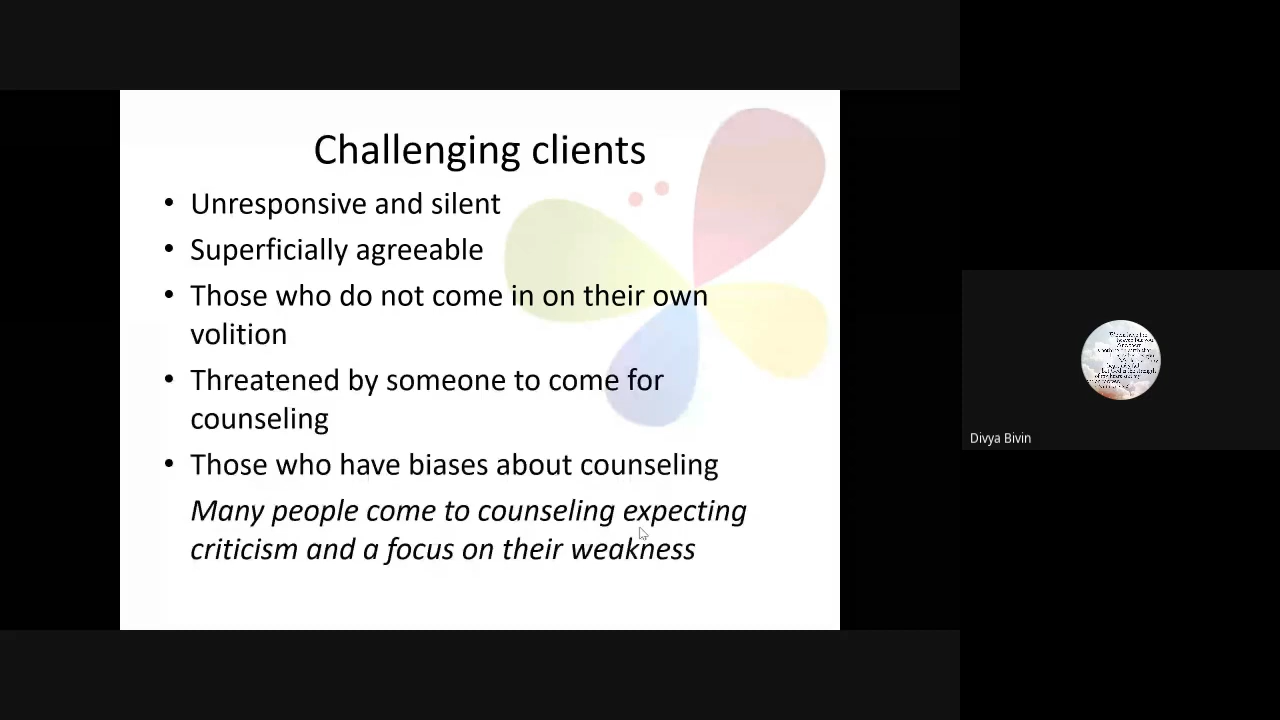 Challenging clients
• Unresponsive and silent
• Superficially agreeable
• Those who do not come in on their own
volition
• Threatened by someone to come for
counseling
• Those who have biases about counseling
Many people come to counseling expecting
criticism and a focus on their weakness
Divya Bivin